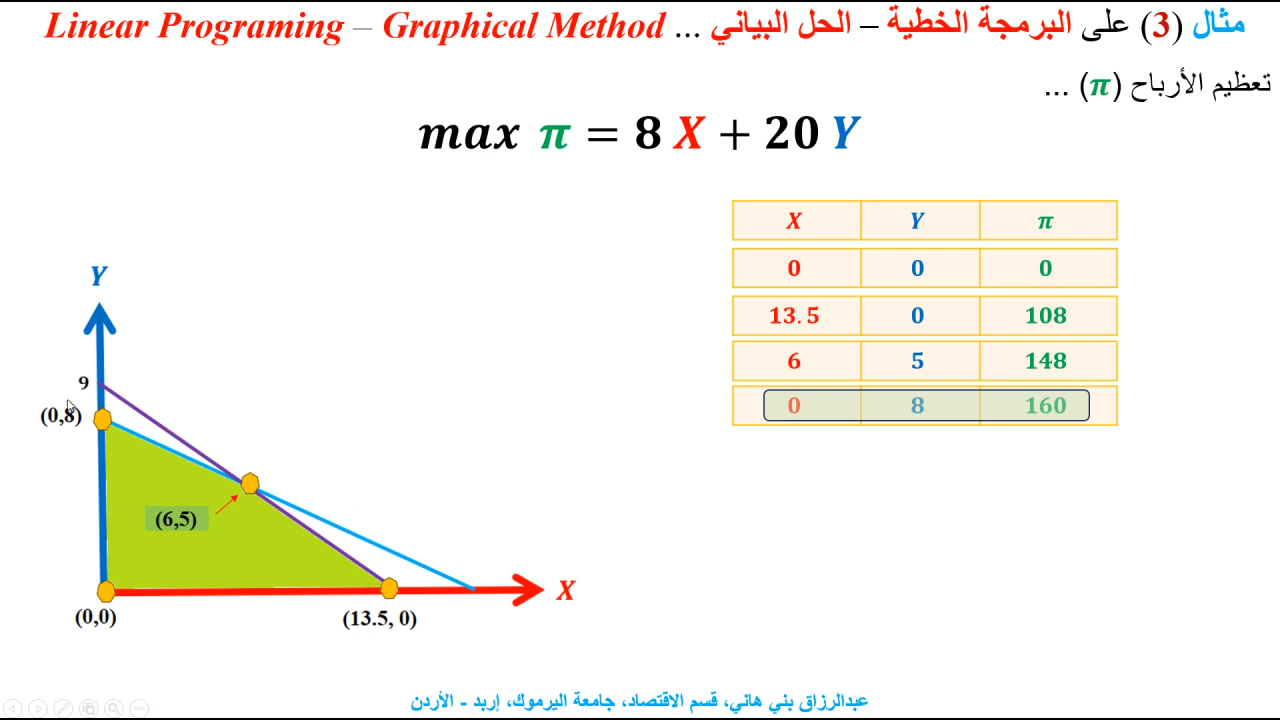 مثال (3) على البرمجة الخطية – الحل البياني ... Linear Programing – Graphical Method
تعظيم الأرباح (π) ...
max π = 8 X + 20 Y
X Y π
0 0 0
13.5 0 108
6 5 148
0 8 160
Y
9
(0,8)
(6,5)
X
(0,0)
(13.5, 0)
عبدالرزاق بني هاني، قسم الاقتصاد، جامعة اليرموك، إربد - الأردن